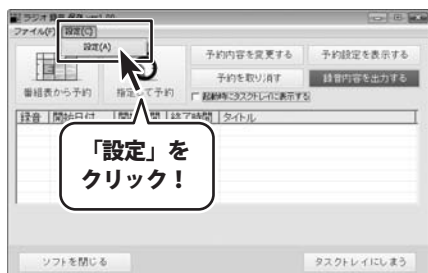 ラジオ録音保存 ver1.00
ファイル(F) 設定(C)
設定(A)
予約内容を変更する 予約設定を表示する
予約を取り消す 録音内容を出力する
番組表から予約 指定して予約 起動時にタスクトレイに表示する
録音 開始日付 開始時間 終了時間 タイトル
「設定」を
クリック！
ソフトを閉じる タスクトレイにしまう